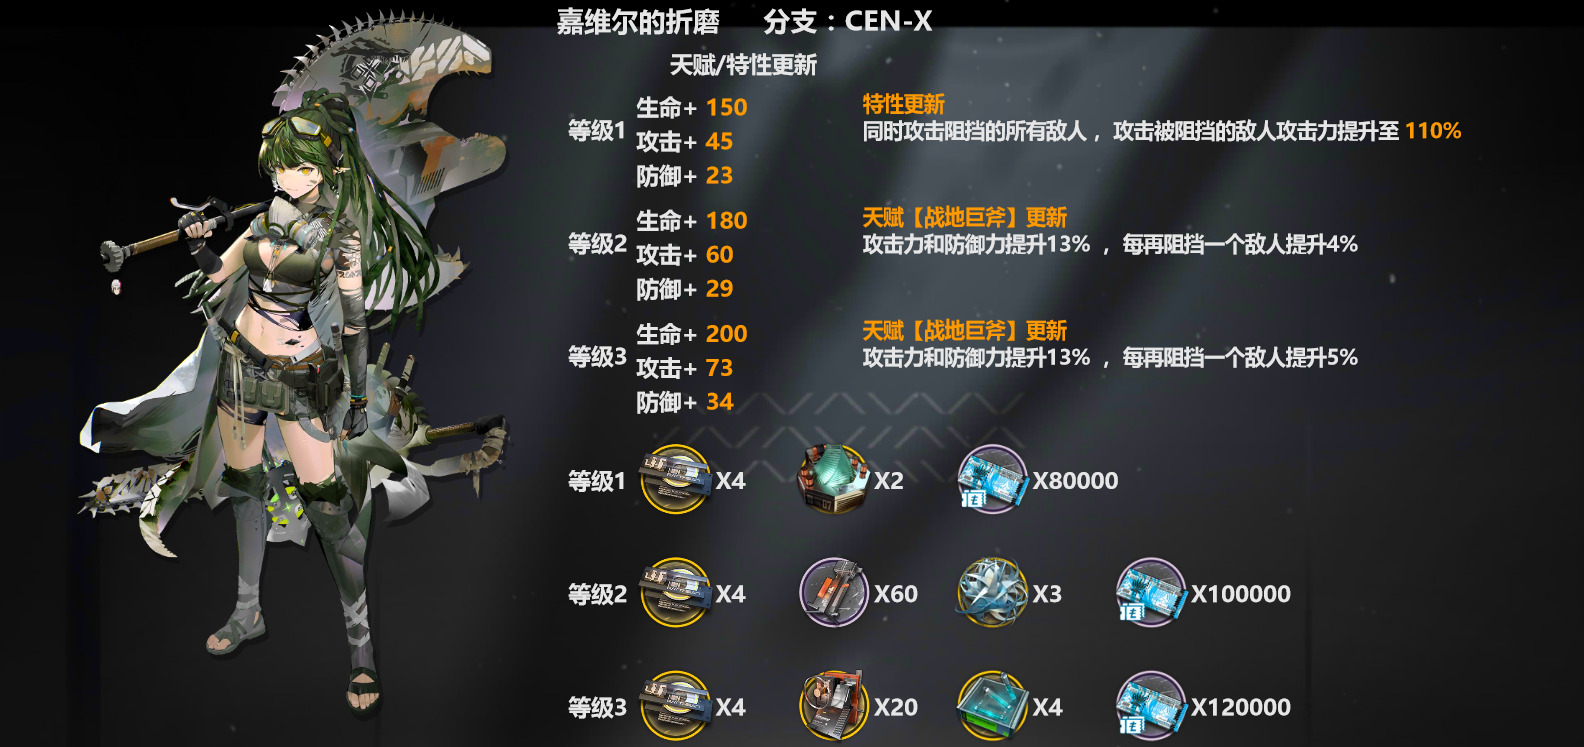 嘉维尔的折磨 分支：CEN-X
天赋/特性更新
等级1
生命+ 150
攻击+ 45
防御+ 23
特性更新
同时攻击阻挡的所有敌人，攻击被阻挡的敌人攻击力提升至 110%
等级2
生命+ 180
攻击+ 60
防御+ 29
天赋【战地巨斧】更新
攻击力和防御力提升13% ，每再阻挡一个敌人提升4%
等级3
生命+ 200
攻击+ 73
防御+ 34
天赋【战地巨斧】更新
攻击力和防御力提升13% ，每再阻挡一个敌人提升5%
等级1 X4 X2 X80000
等级2 X4 X60 X3 X100000
等级3 X4 X20 X4 X120000